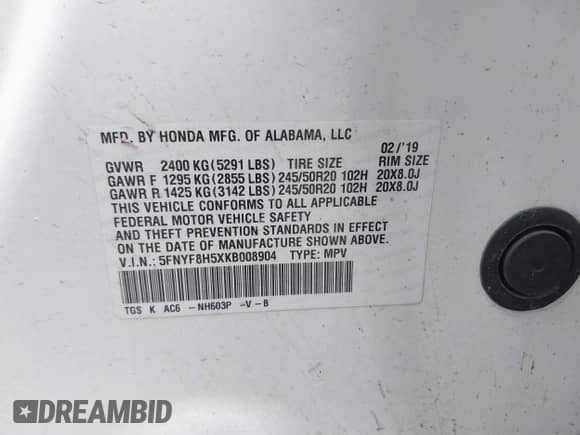 MFD. BY HONDA MFG. OF ALABAMA, LLC 02/'19
GVWR 2400 KG (5291 LBS) TIRE SIZE RIM SIZE
GAWR F 1295 KG (2855 LBS) 245/50R20 102H 20X8.0J
GAWR R 1425 KG (3142 LBS) 245/50R20 102H 20X8.0J
THIS VEHICLE CONFORMS TO ALL APPLICABLE
FEDERAL MOTOR VEHICLE SAFETY
AND THEFT PREVENTION STANDARDS IN EFFECT
ON THE DATE OF MANUFACTURE SHOWN ABOVE.
V.I.N.: 5FNYF8H5XKB008904 TYPE: MPV
TGS K AC6 -NH603P -V-B
DREAMBID